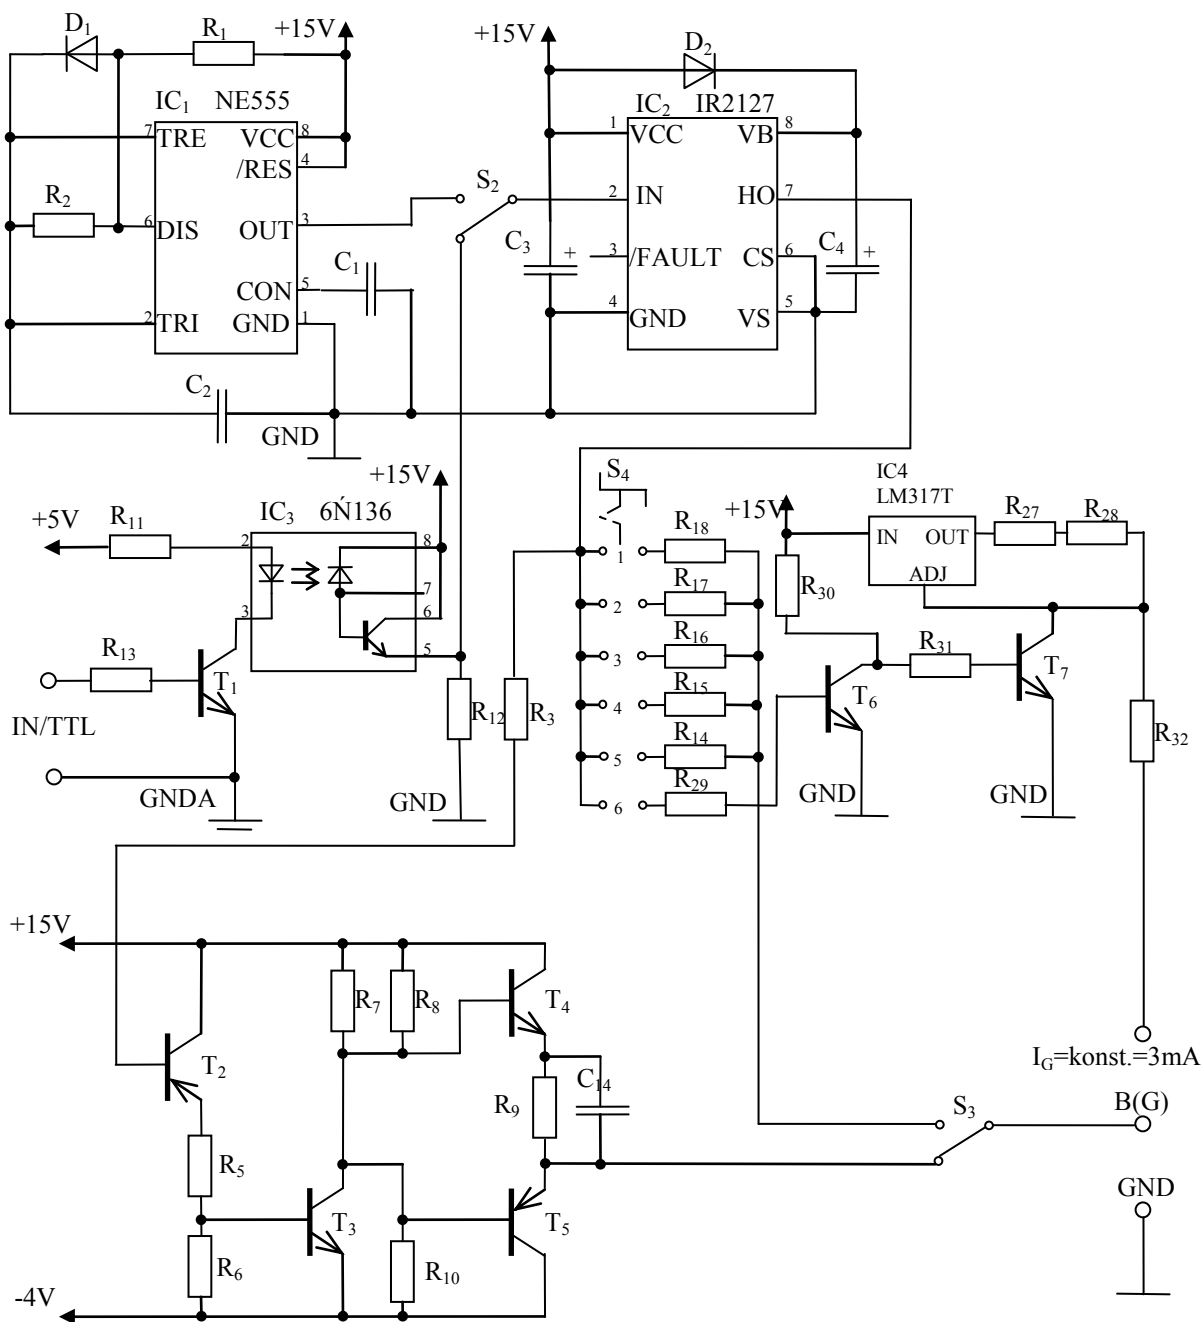 D₁
R₁
+15V
IC₁ NE555
7 TRE VCC 8
/RES 4
R₂
6 DIS OUT 3
C₁
CON 5
2 TRI GND 1
C₂
GND
S₂
+15V
D₂
IC₂ IR2127
1 VCC VB 8
2 IN HO 7
C₃ +
3 /FAULT CS 6
C₄ +
4 GND VS 5
+5V
R₁₁
IC₃ 6Ń136
+15V
2 8
7
3 6
5
R₁₃
T₁
IN/TTL
GNDA
R₁₂
GND
R₃
S₄
1 R₁₈
2 R₁₇
3 R₁₆
4 R₁₅
5 R₁₄
6 R₂₉
+15V
IC4
LM317T
IN OUT
ADJ
R₂₇ R₂₈
R₃₀
R₃₁
T₆
T₇
R₃₂
GND
GND
+15V
R₇ R₈
T₄
T₂
R₉
C₁₄
R₅
T₃
T₅
R₆
R₁₀
-4V
I_G=konst.=3mA
S₃
B(G)
GND